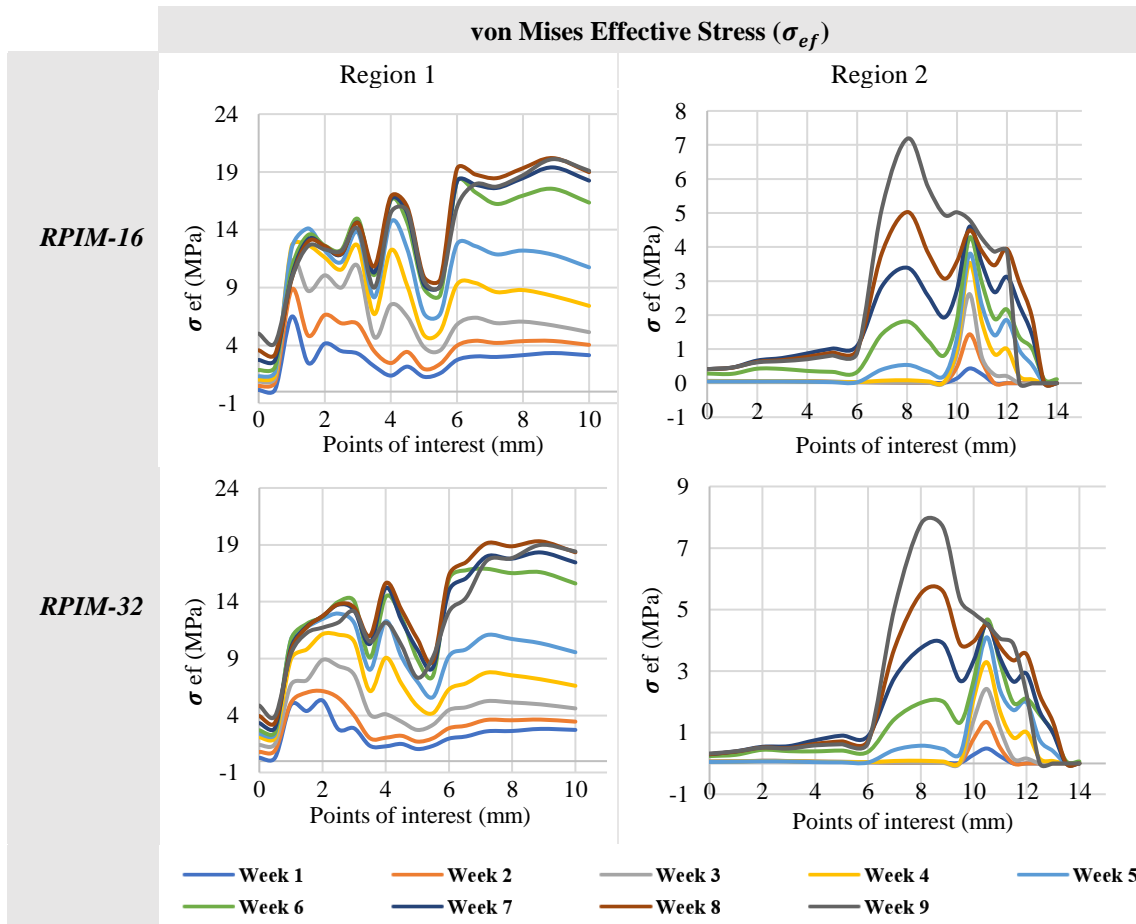 von Mises Effective Stress (σ_ef)
Region 1
Region 2
RPIM-16
24
19
14
9
4
-1
σ ef (MPa)
0 2 4 6 8 10
Points of interest (mm)
8
7
6
5
4
3
2
1
0
-1
σ ef (MPa)
0 2 4 6 8 10 12 14
Points of interest (mm)
RPIM-32
24
19
14
9
4
-1
σ ef (MPa)
0 2 4 6 8 10
Points of interest (mm)
9
7
5
3
1
-1
σ ef (MPa)
0 2 4 6 8 10 12 14
Points of interest (mm)
Week 1 Week 2 Week 3 Week 4 Week 5
Week 6 Week 7 Week 8 Week 9